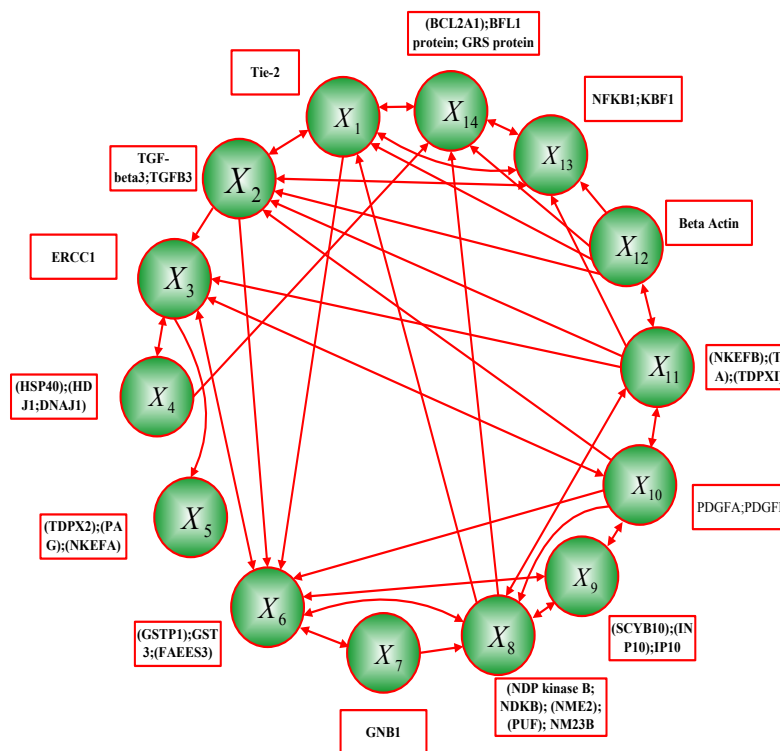 (BCL2A1);BFL1
protein; GRS protein
Tie-2
NFKB1;KBF1
X1
X14
X13
TGF-
beta3;TGFB3
X2
Beta Actin
X12
ERCC1
X3
(NKEFB);(T
A);(TDPXI
X11
(HSP40);(HD
J1;DNAJ1)
X4
X10
PDGFA;PDGF
(TDPX2);(PA
G);(NKEFA)
X5
X9
X6
(GSTP1);GST
3;(FAEES3)
X7
X8
(SCYB10);(IN
P10);IP10
(NDP kinase B;
NDKB); (NME2);
(PUF); NM23B
GNB1